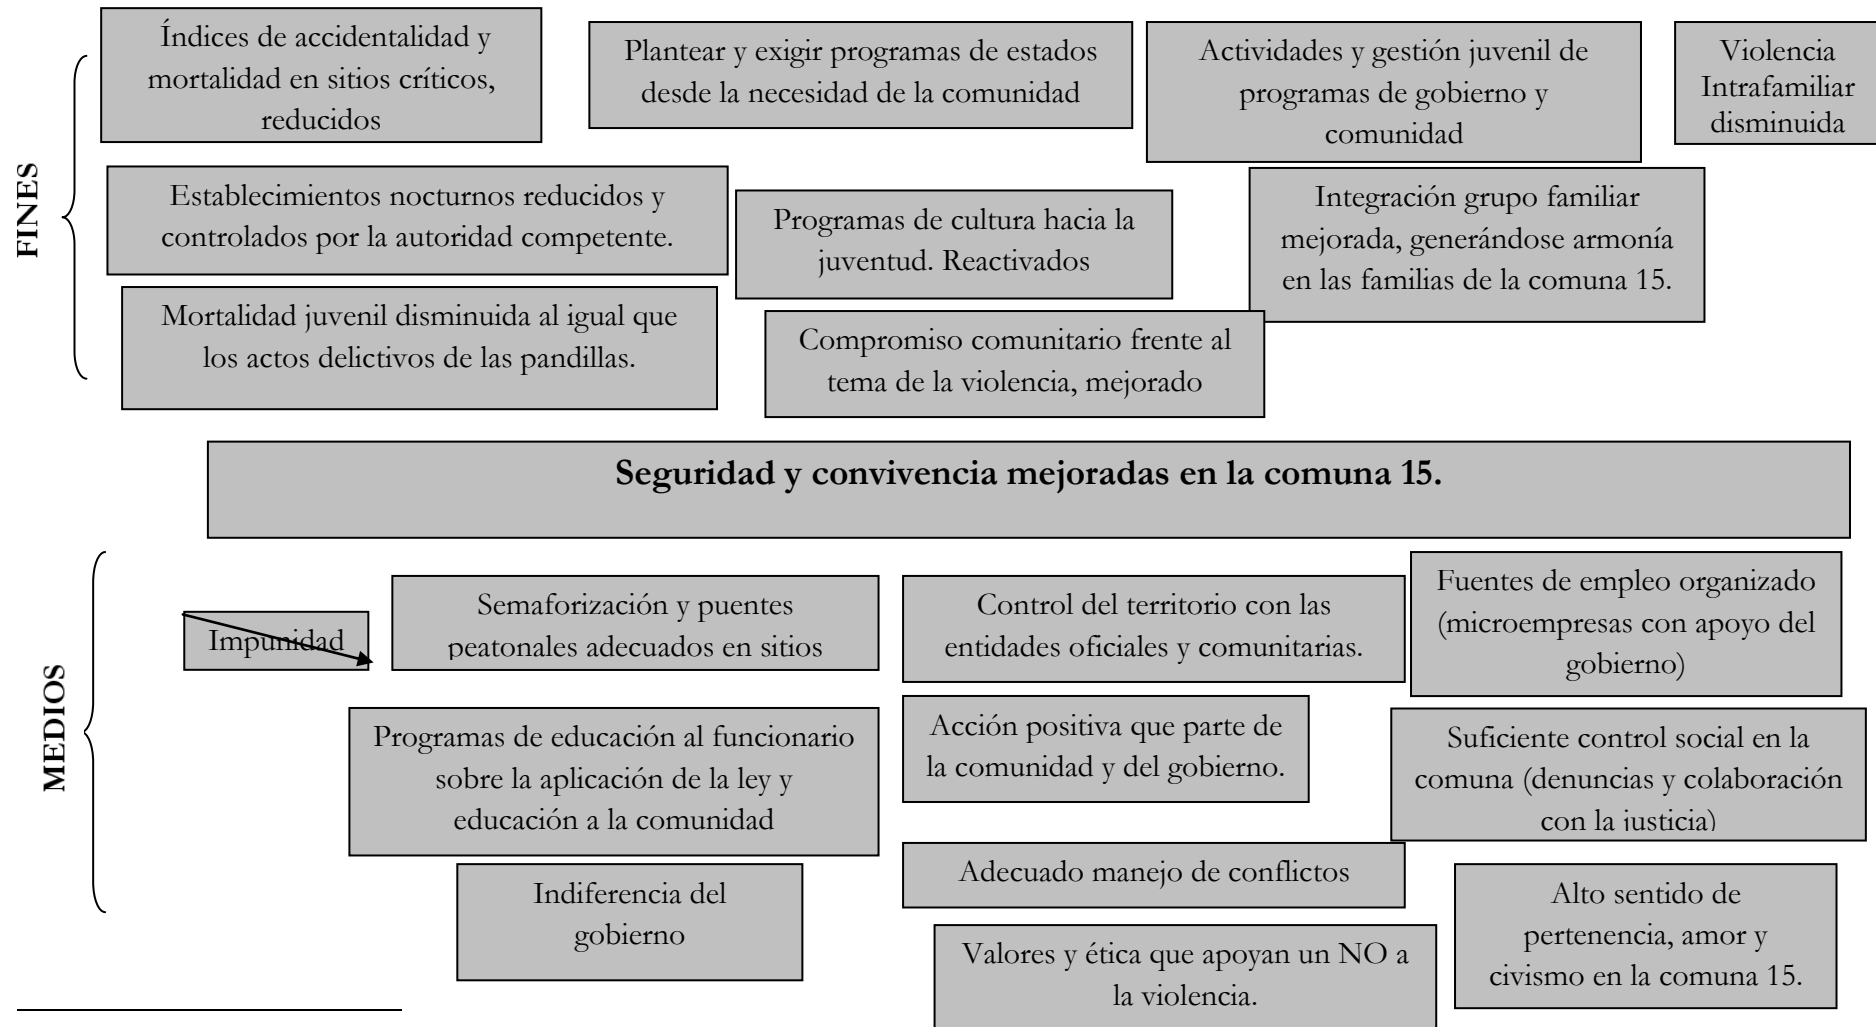 FINES
Índices de accidentalidad y
mortalidad en sitios críticos,
reducidos
Plantear y exigir programas de estados
desde la necesidad de la comunidad
Actividades y gestión juvenil de
programas de gobierno y
comunidad
Violencia
Intrafamiliar
disminuida
Establecimientos nocturnos reducidos y
controlados por la autoridad competente.
Programas de cultura hacia la
juventud. Reactivados
Integración grupo familiar
mejorada, generándose armonía
en las familias de la comuna 15.
Mortalidad juvenil disminuida al igual que
los actos delictivos de las pandillas.
Compromiso comunitario frente al
tema de la violencia, mejorado
Seguridad y convivencia mejoradas en la comuna 15.
MEDIOS
Impunidad
Semaforización y puentes
peatonales adecuados en sitios
Control del territorio con las
entidades oficiales y comunitarias.
Fuentes de empleo organizado
(microempresas con apoyo del
gobierno)
Programas de educación al funcionario
sobre la aplicación de la ley y
educación a la comunidad
Acción positiva que parte de
la comunidad y del gobierno.
Suficiente control social en la
comuna (denuncias y colaboración
con la justicia)
Indiferencia del
gobierno
Adecuado manejo de conflictos
Valores y ética que apoyan un NO a
la violencia.
Alto sentido de
pertenencia, amor y
civismo en la comuna 15.